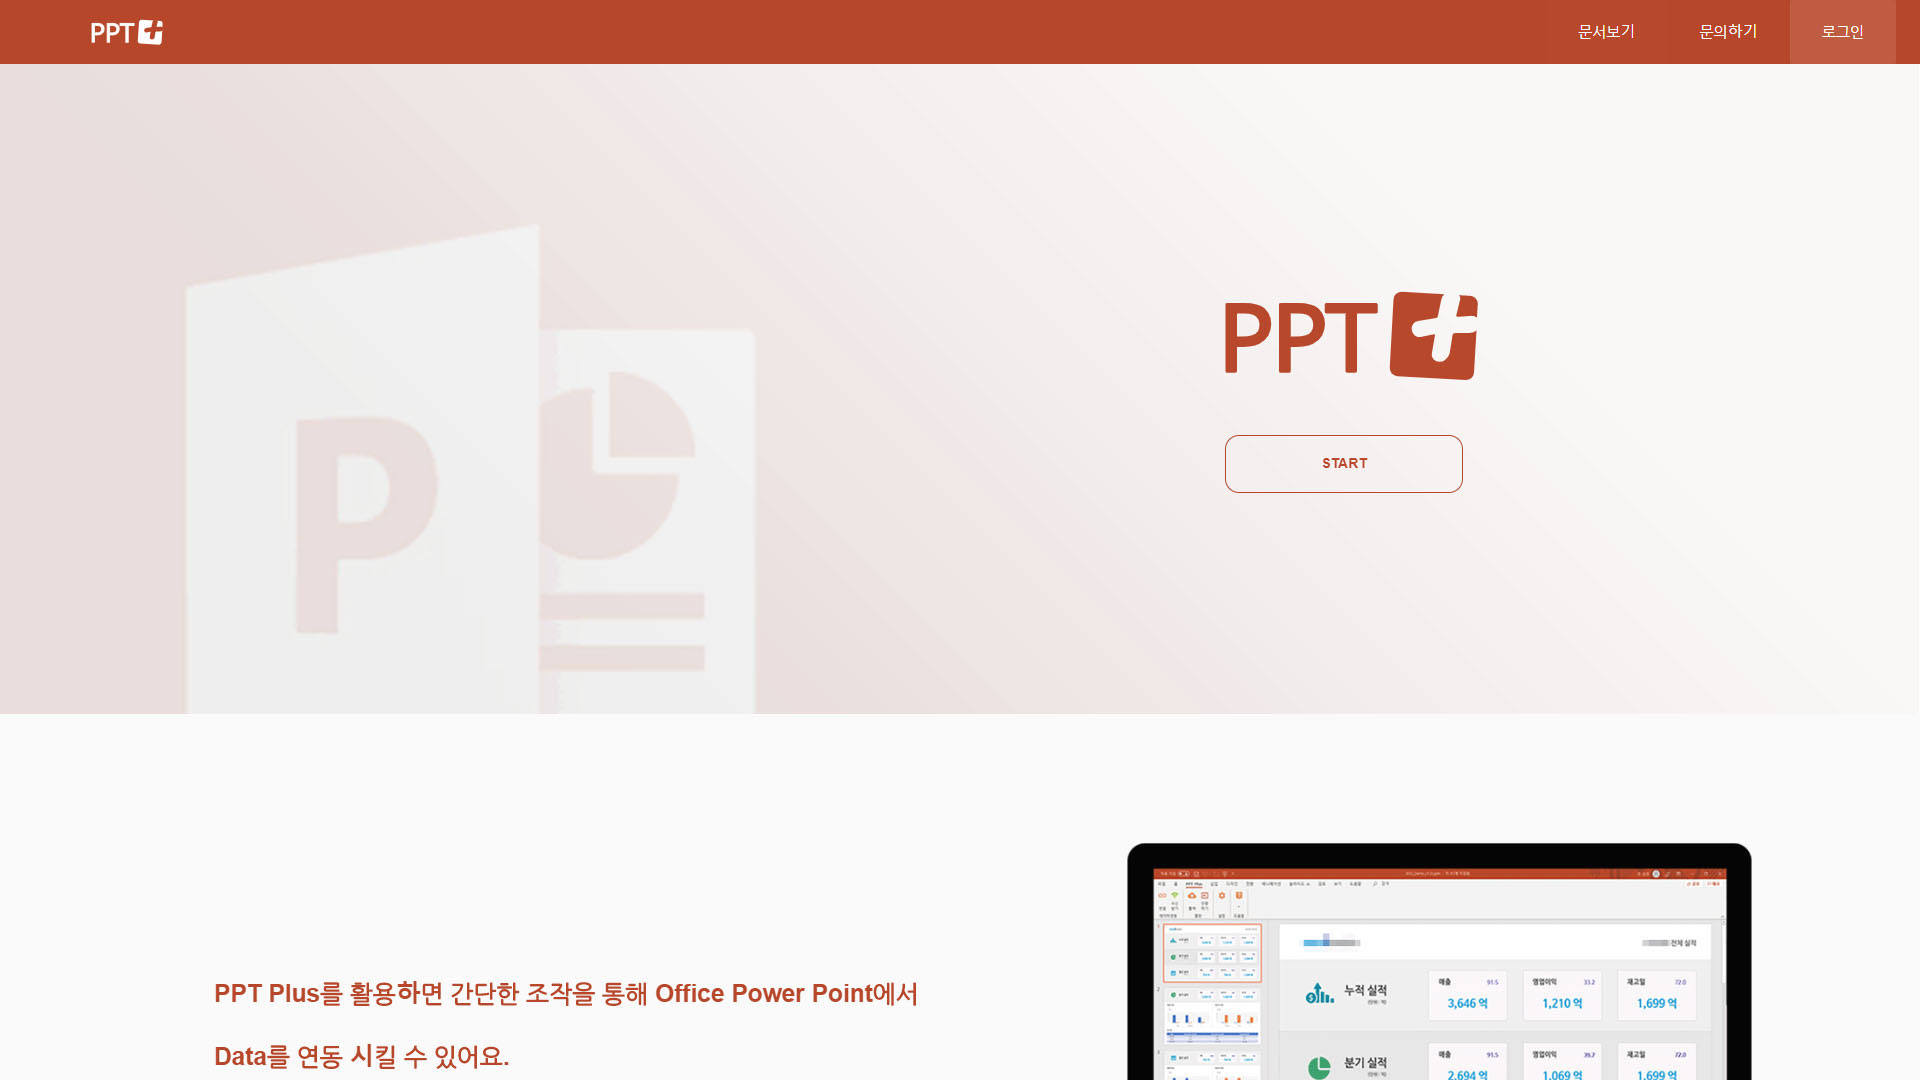 PPT
문서보기
문의하기
로그인
P
PPT
START
PPT Plus를 활용하면 간단한 조작을 통해 Office Power Point에서
Data를 연동 시킬 수 있어요.
전체 실적
누적 실적
매출 91.5
3,646 억
영업이익 33.2
1,210 억
재고일 72.0
1,699 억
분기 실적
매출 91.5
2,694 억
영업이익 39.7
1,069 억
재고일 72.0
1,699 억